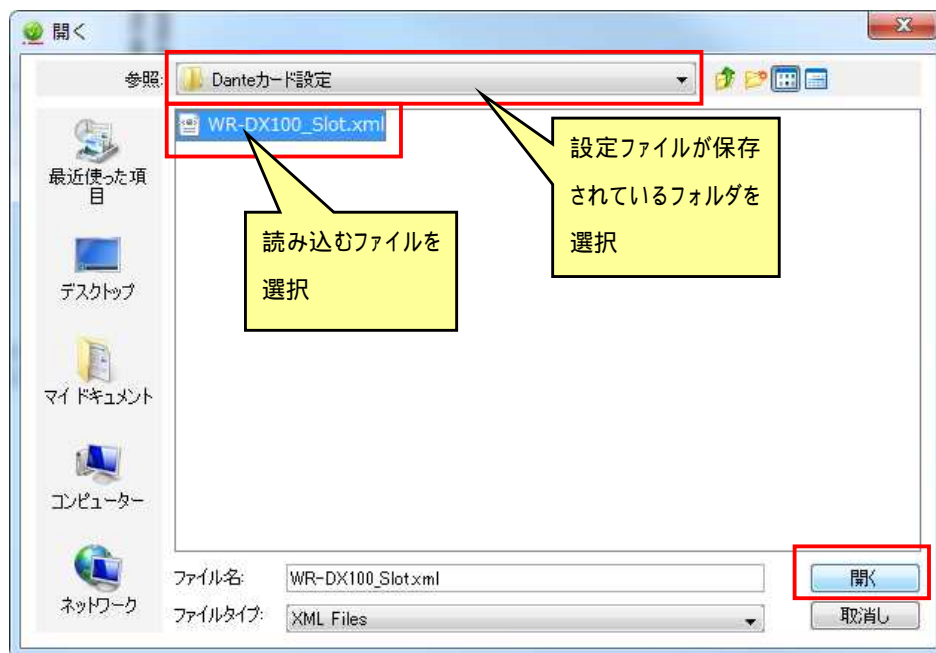 開く
参照:
Danteカード設定
WR-DX100_Slot.xml
設定ファイルが保存
されているフォルダを
選択
読み込むファイルを
選択
最近使った項
目
デスクトップ
マイ ドキュメント
コンピューター
ネットワーク
ファイル名:
WR-DX100_Slot.xml
開く
ファイルタイプ:
XML Files
取消し